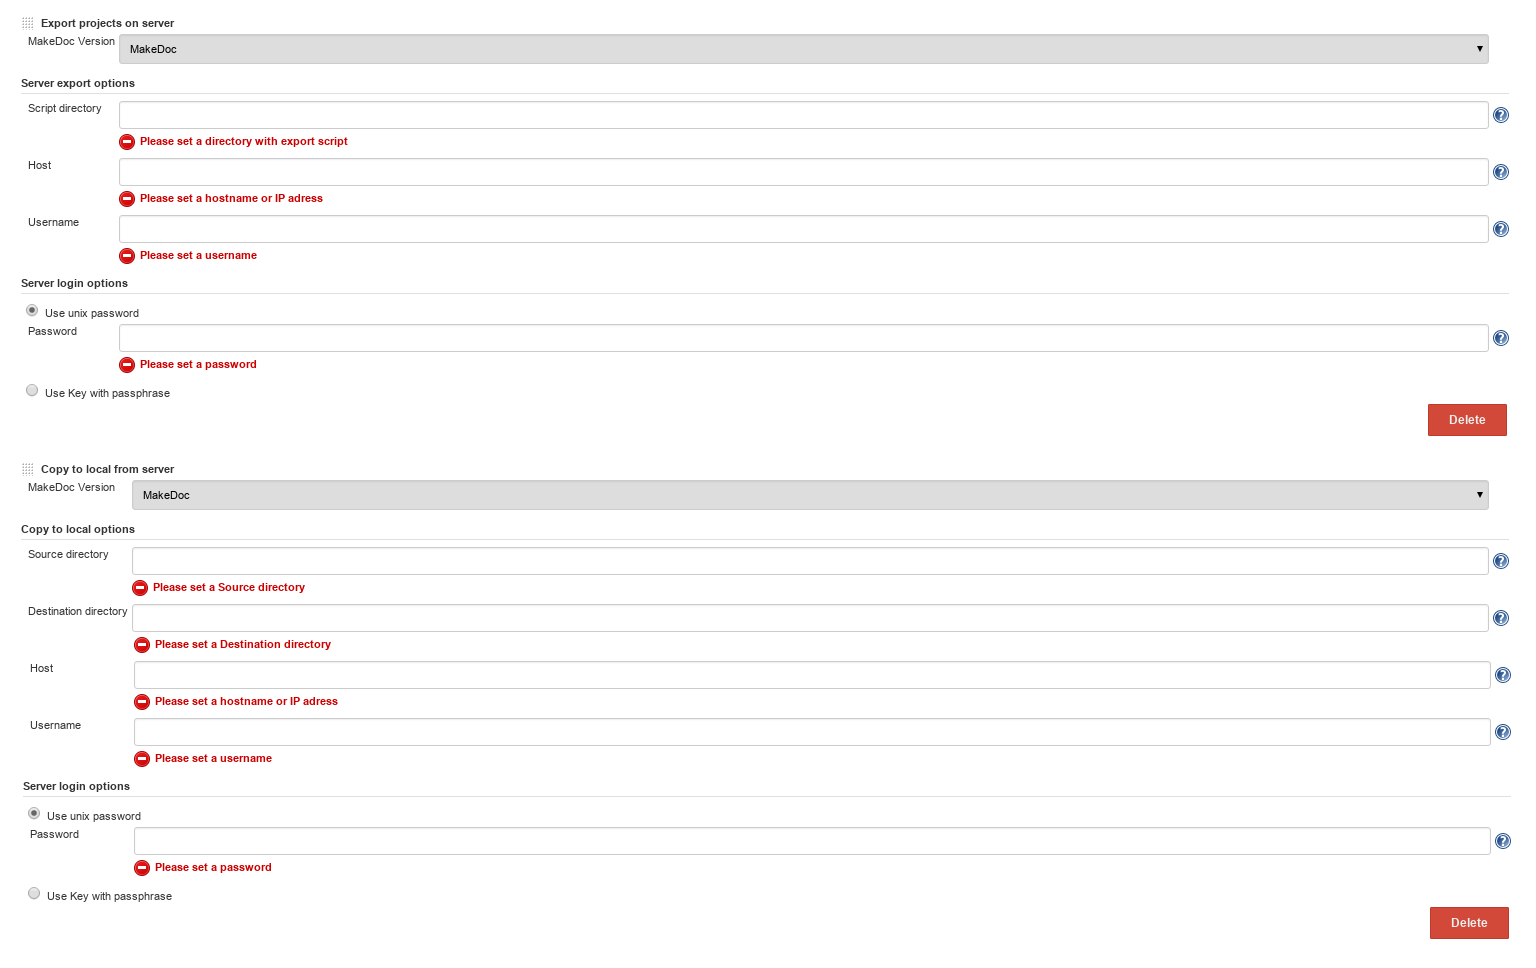 Export projects on server
MakeDoc Version
MakeDoc
Server export options
Script directory
Please set a directory with export script
Host
Please set a hostname or IP adress
Username
Please set a username
Server login options
Use unix password
Password
Please set a password
Use Key with passphrase
Delete
Copy to local from server
MakeDoc Version
MakeDoc
Copy to local options
Source directory
Please set a Source directory
Destination directory
Please set a Destination directory
Host
Please set a hostname or IP adress
Username
Please set a username
Server login options
Use unix password
Password
Please set a password
Use Key with passphrase
Delete